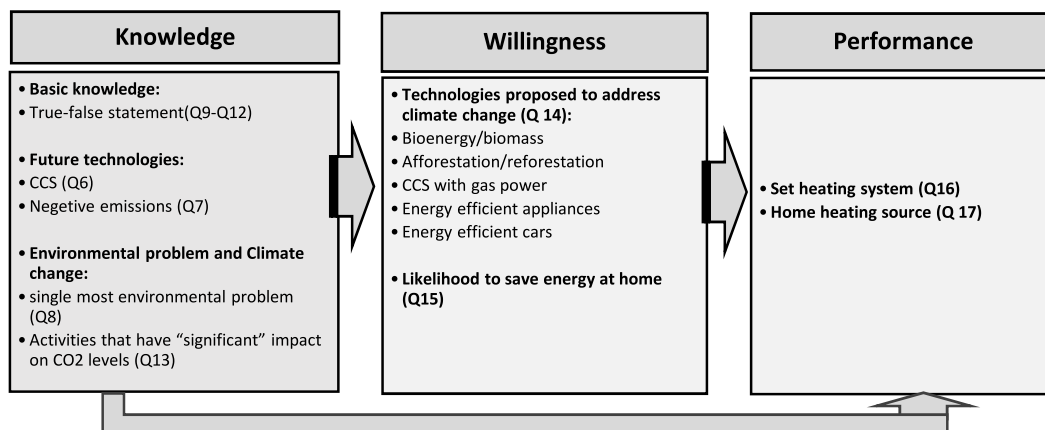 Knowledge
• Basic knowledge:
• True-false statement(Q9-Q12)
• Future technologies:
• CCS (Q6)
• Negetive emissions (Q7)
• Environmental problem and Climate
change:
• single most environmental problem
(Q8)
• Activities that have “significant” impact
on CO2 levels (Q13)
Willingness
• Technologies proposed to address
climate change (Q 14):
• Bioenergy/biomass
• Afforestation/reforestation
• CCS with gas power
• Energy efficient appliances
• Energy efficient cars
• Likelihood to save energy at home
(Q15)
Performance
• Set heating system (Q16)
• Home heating source (Q 17)